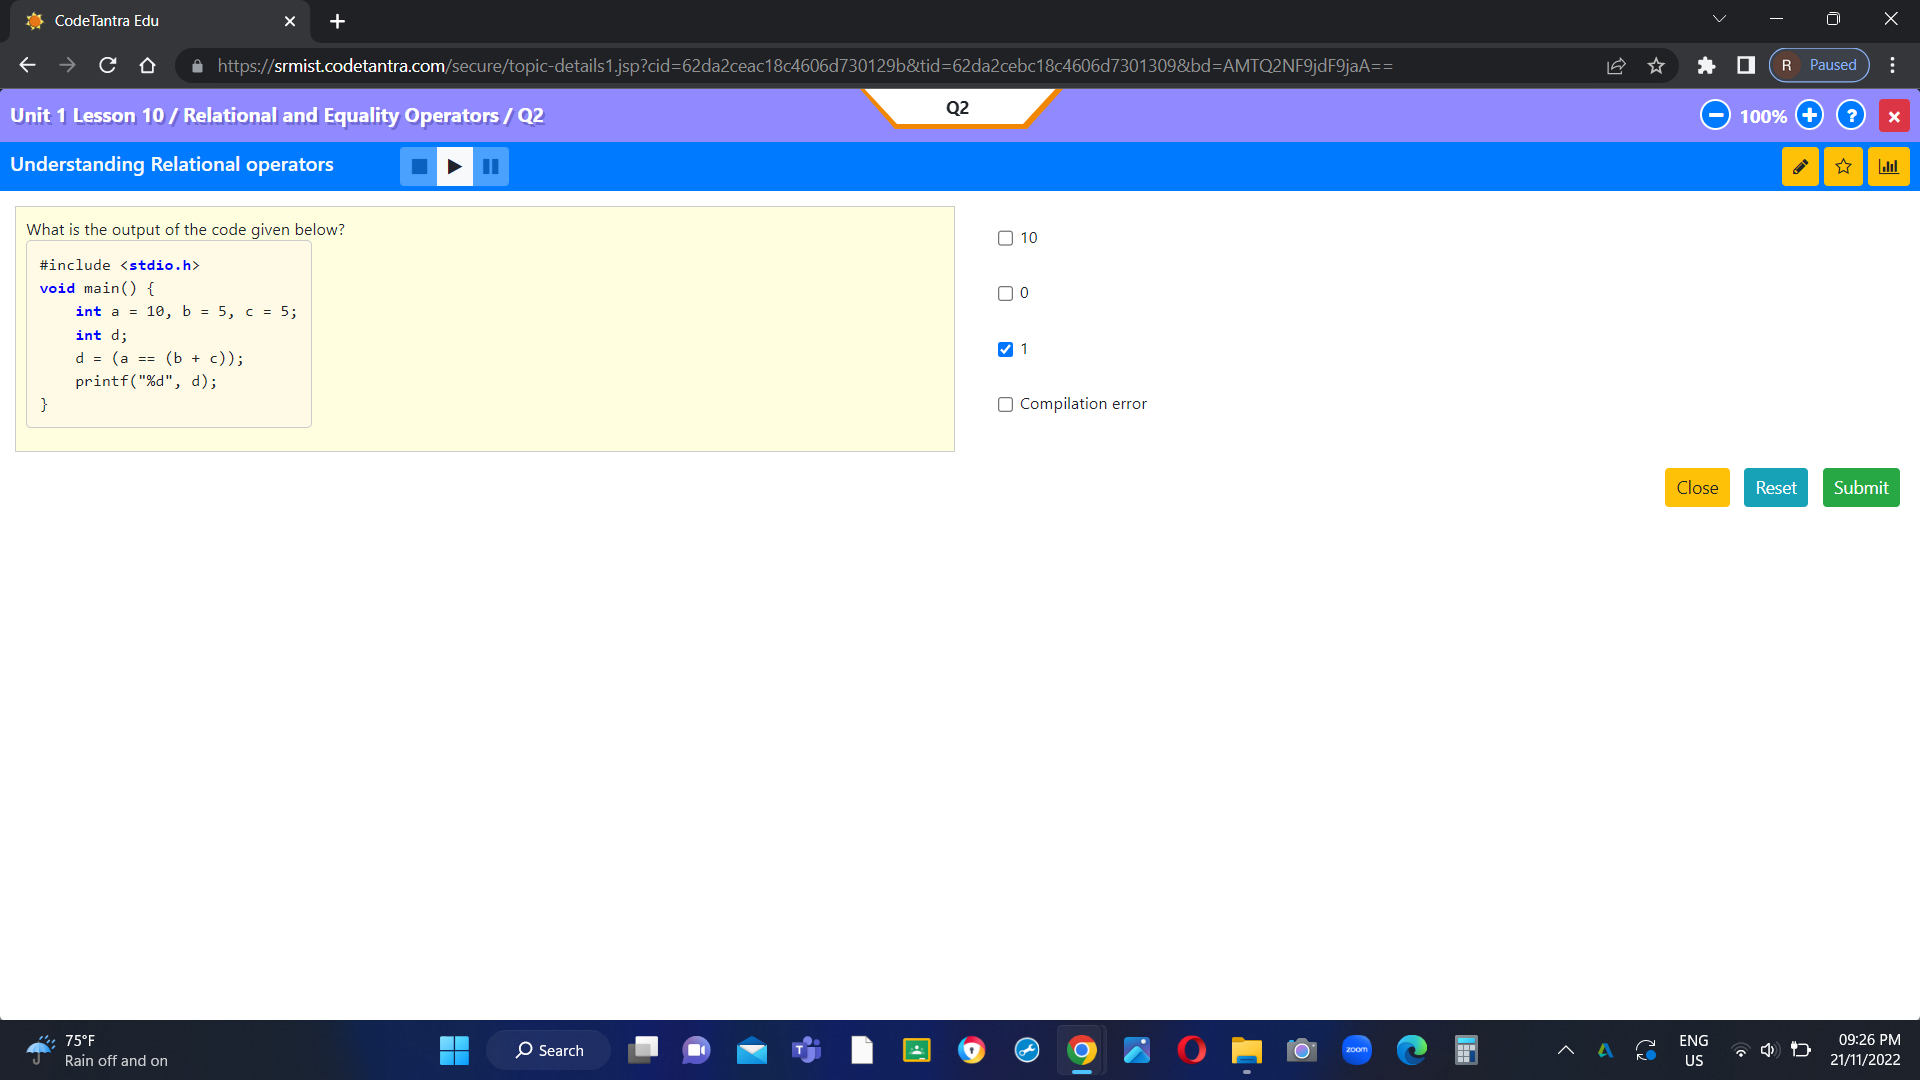 CodeTantra Edu
https://srmist.codetantra.com/secure/topic-details1.jsp?cid=62da2ceac18c4606d730129b&tid=62da2cebc18c4606d7301309&bd=AMTQ2NF9jdF9jaA==
R Paused
Unit 1 Lesson 10 / Relational and Equality Operators / Q2
Q2
100%
?
Understanding Relational operators
What is the output of the code given below?
#include <stdio.h>
void main() {
int a = 10, b = 5, c = 5;
int d;
d = (a == (b + c));
printf("%d", d);
}
10
0
1
Compilation error
Close
Reset
Submit
75°F
Rain off and on
Search
zoom
ENG
US
09:26 PM
21/11/2022